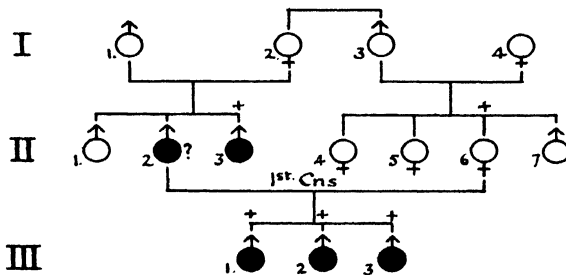 I 1. 2. 3. 4.
+ +
II 1. 2 ? 3. 4 5 6 7
1st. Cns
+ + +
III 1. 2 3